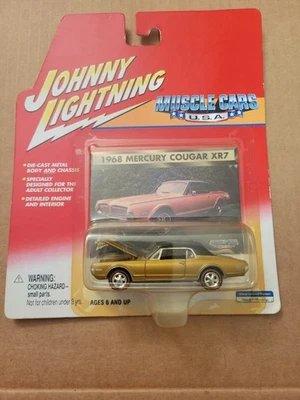 JOHNNY
LIGHTNING
MUSCLE CARS
U.S.A.
1968 MERCURY COUGAR XR7
• DIE-CAST METAL
BODY AND CHASSIS
• SPECIALLY
DESIGNED FOR THE
ADULT COLLECTOR
• DETAILED ENGINE
AND INTERIOR
WARNING:
CHOKING HAZARD–
small parts.
Not for children under 3 yrs.
AGES 6 AND UP